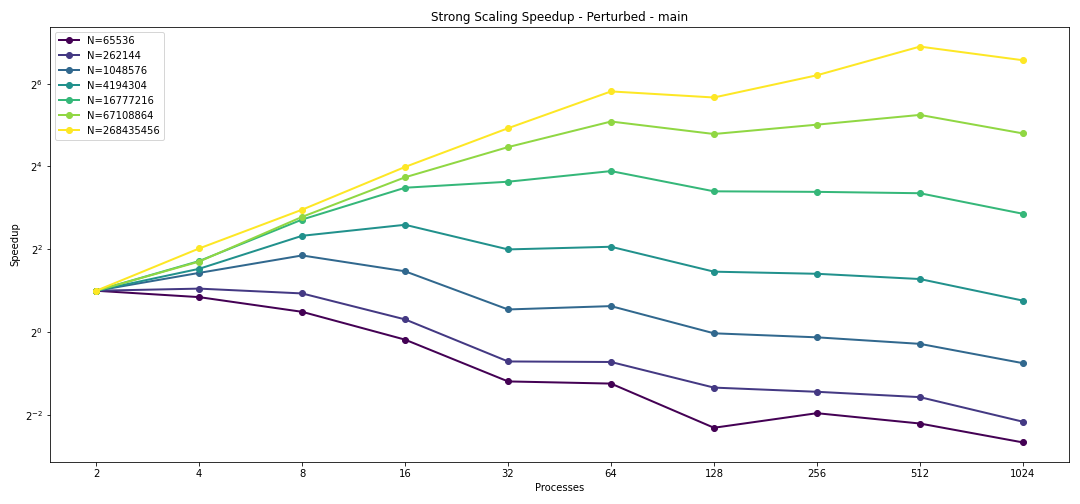 Strong Scaling Speedup - Perturbed - main
N=65536
N=262144
N=1048576
N=4194304
N=16777216
N=67108864
N=268435456
Speedup
2⁶
2⁴
2²
2⁰
2⁻²
2 4 8 16 32 64 128 256 512 1024
Processes